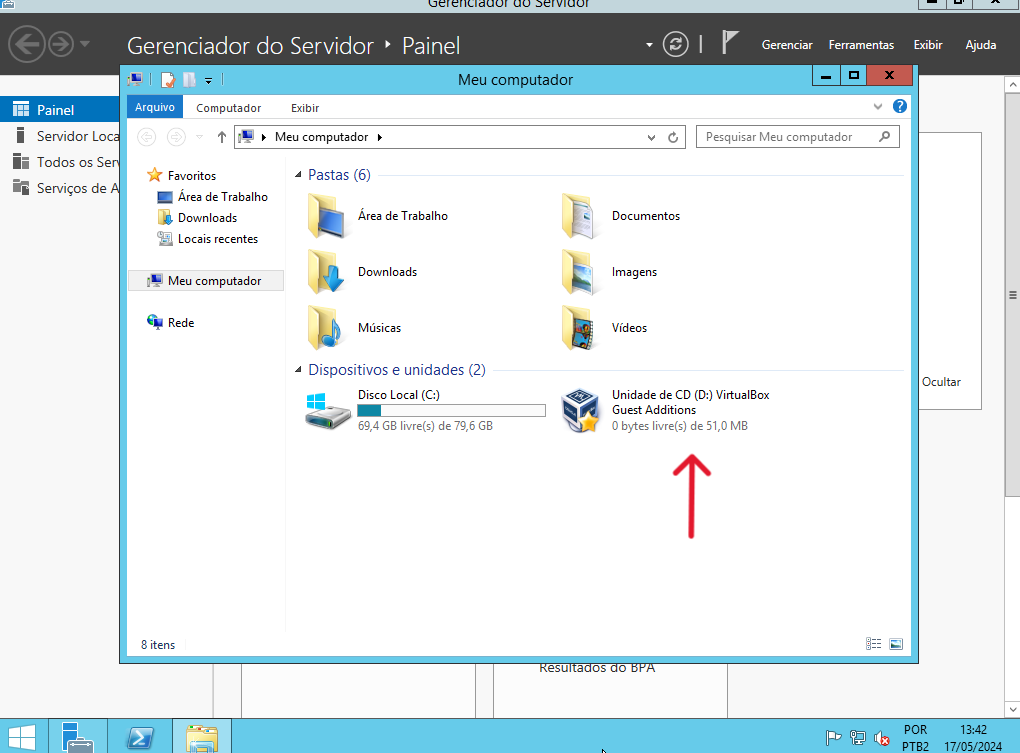 Gerenciador do Servidor
Gerenciador do Servidor Painel
Gerenciar Ferramentas Exibir Ajuda
Meu computador
Arquivo Computador Exibir
Meu computador
Pesquisar Meu computador
Painel
Servidor Loca
Todos os Serv
Serviços de A
Favoritos
Área de Trabalho
Downloads
Locais recentes
Meu computador
Rede
Pastas (6)
Área de Trabalho
Documentos
Downloads
Imagens
Músicas
Vídeos
Dispositivos e unidades (2)
Disco Local (C:)
69,4 GB livre(s) de 79,6 GB
Unidade de CD (D:) VirtualBox
Guest Additions
0 bytes livre(s) de 51,0 MB
Ocultar
8 itens
Resultados do BPA
POR
PTB2
13:42
17/05/2024